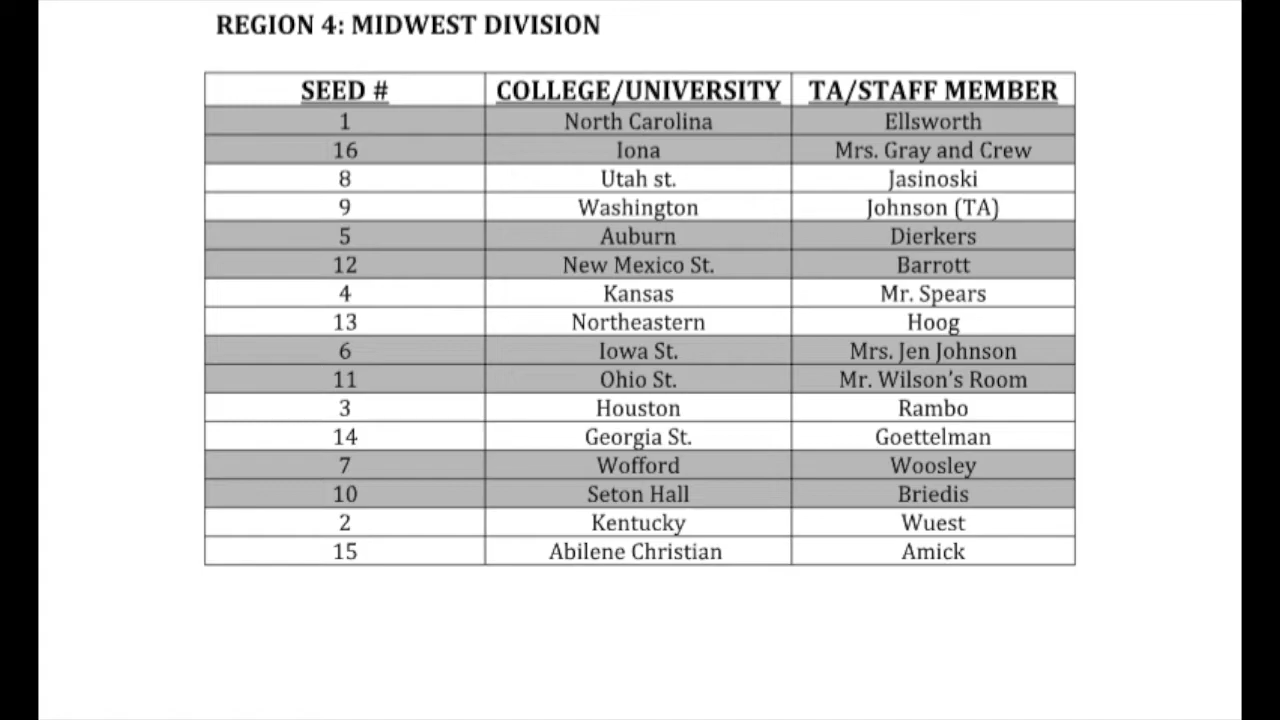 REGION 4: MIDWEST DIVISION
SEED # COLLEGE/UNIVERSITY TA/STAFF MEMBER
1 North Carolina Ellsworth
16 Iona Mrs. Gray and Crew
8 Utah st. Jasinoski
9 Washington Johnson (TA)
5 Auburn Dierkers
12 New Mexico St. Barrott
4 Kansas Mr. Spears
13 Northeastern Hoog
6 Iowa St. Mrs. Jen Johnson
11 Ohio St. Mr. Wilson's Room
3 Houston Rambo
14 Georgia St. Goettelman
7 Wofford Woosley
10 Seton Hall Briedis
2 Kentucky Wuest
15 Abilene Christian Amick